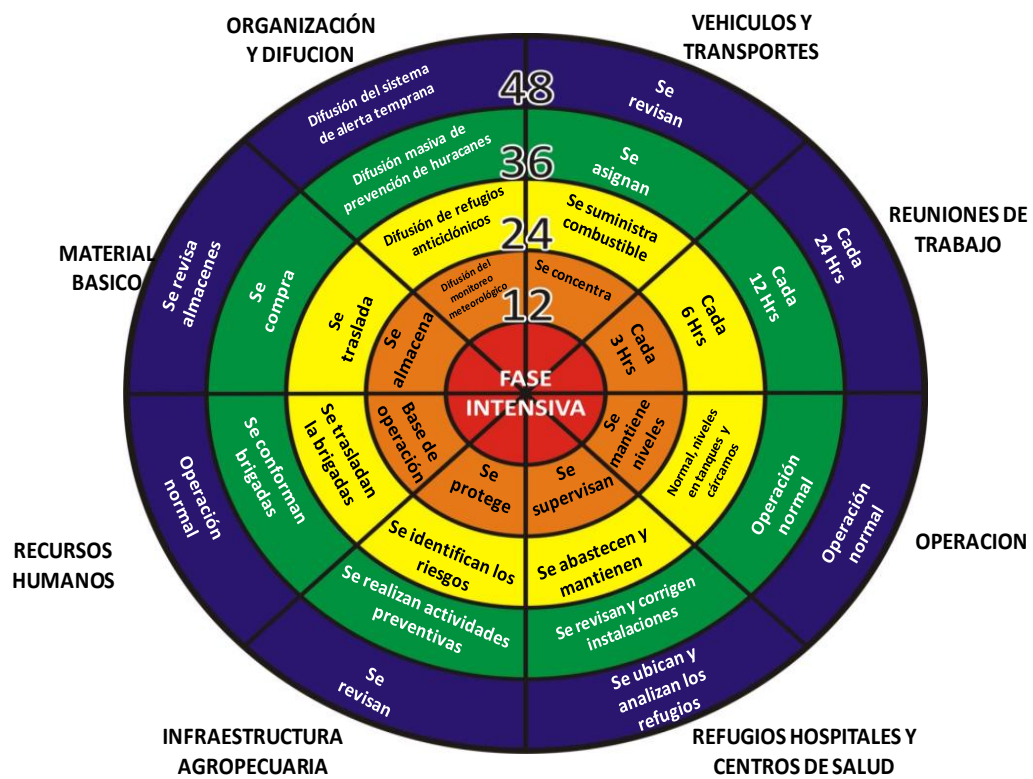 ORGANIZACIÓN
Y DIFUCION
VEHICULOS Y
TRANSPORTES
REUNIONES DE
TRABAJO
OPERACION
REFUGIOS HOSPITALES Y
CENTROS DE SALUD
INFRAESTRUCTURA
AGROPECUARIA
RECURSOS
HUMANOS
MATERIAL
BASICO
48
36
24
12
FASE
INTENSIVA
Difusión del sistema
de alerta temprana
Difusión masiva de
prevención de huracanes
Difusión de refugios
anticiclónicos
Difusión del
monitoreo
meteorológico
Se
revisan
Se
asignan
Se suministra
combustible
Se concentra
Cada
24 Hrs
Cada
12 Hrs
Cada
6 Hrs
Cada
3 Hrs
Operación
normal
Operación
normal
Normal, niveles
en tanques y
cárcamos
Se
mantiene
niveles
Se ubican y
analizan los
refugios
Se revisan y corrigen
instalaciones
Se abastecen y
mantienen
Se
supervisan
Se
revisan
Se realizan actividades
preventivas
Se identifican los
riesgos
Se
protege
Operación
normal
Se conforman
brigadas
Se trasladan
la brigadas
Base de
operación
Se revisa
almacenes
Se
compra
Se
traslada
Se
almacena